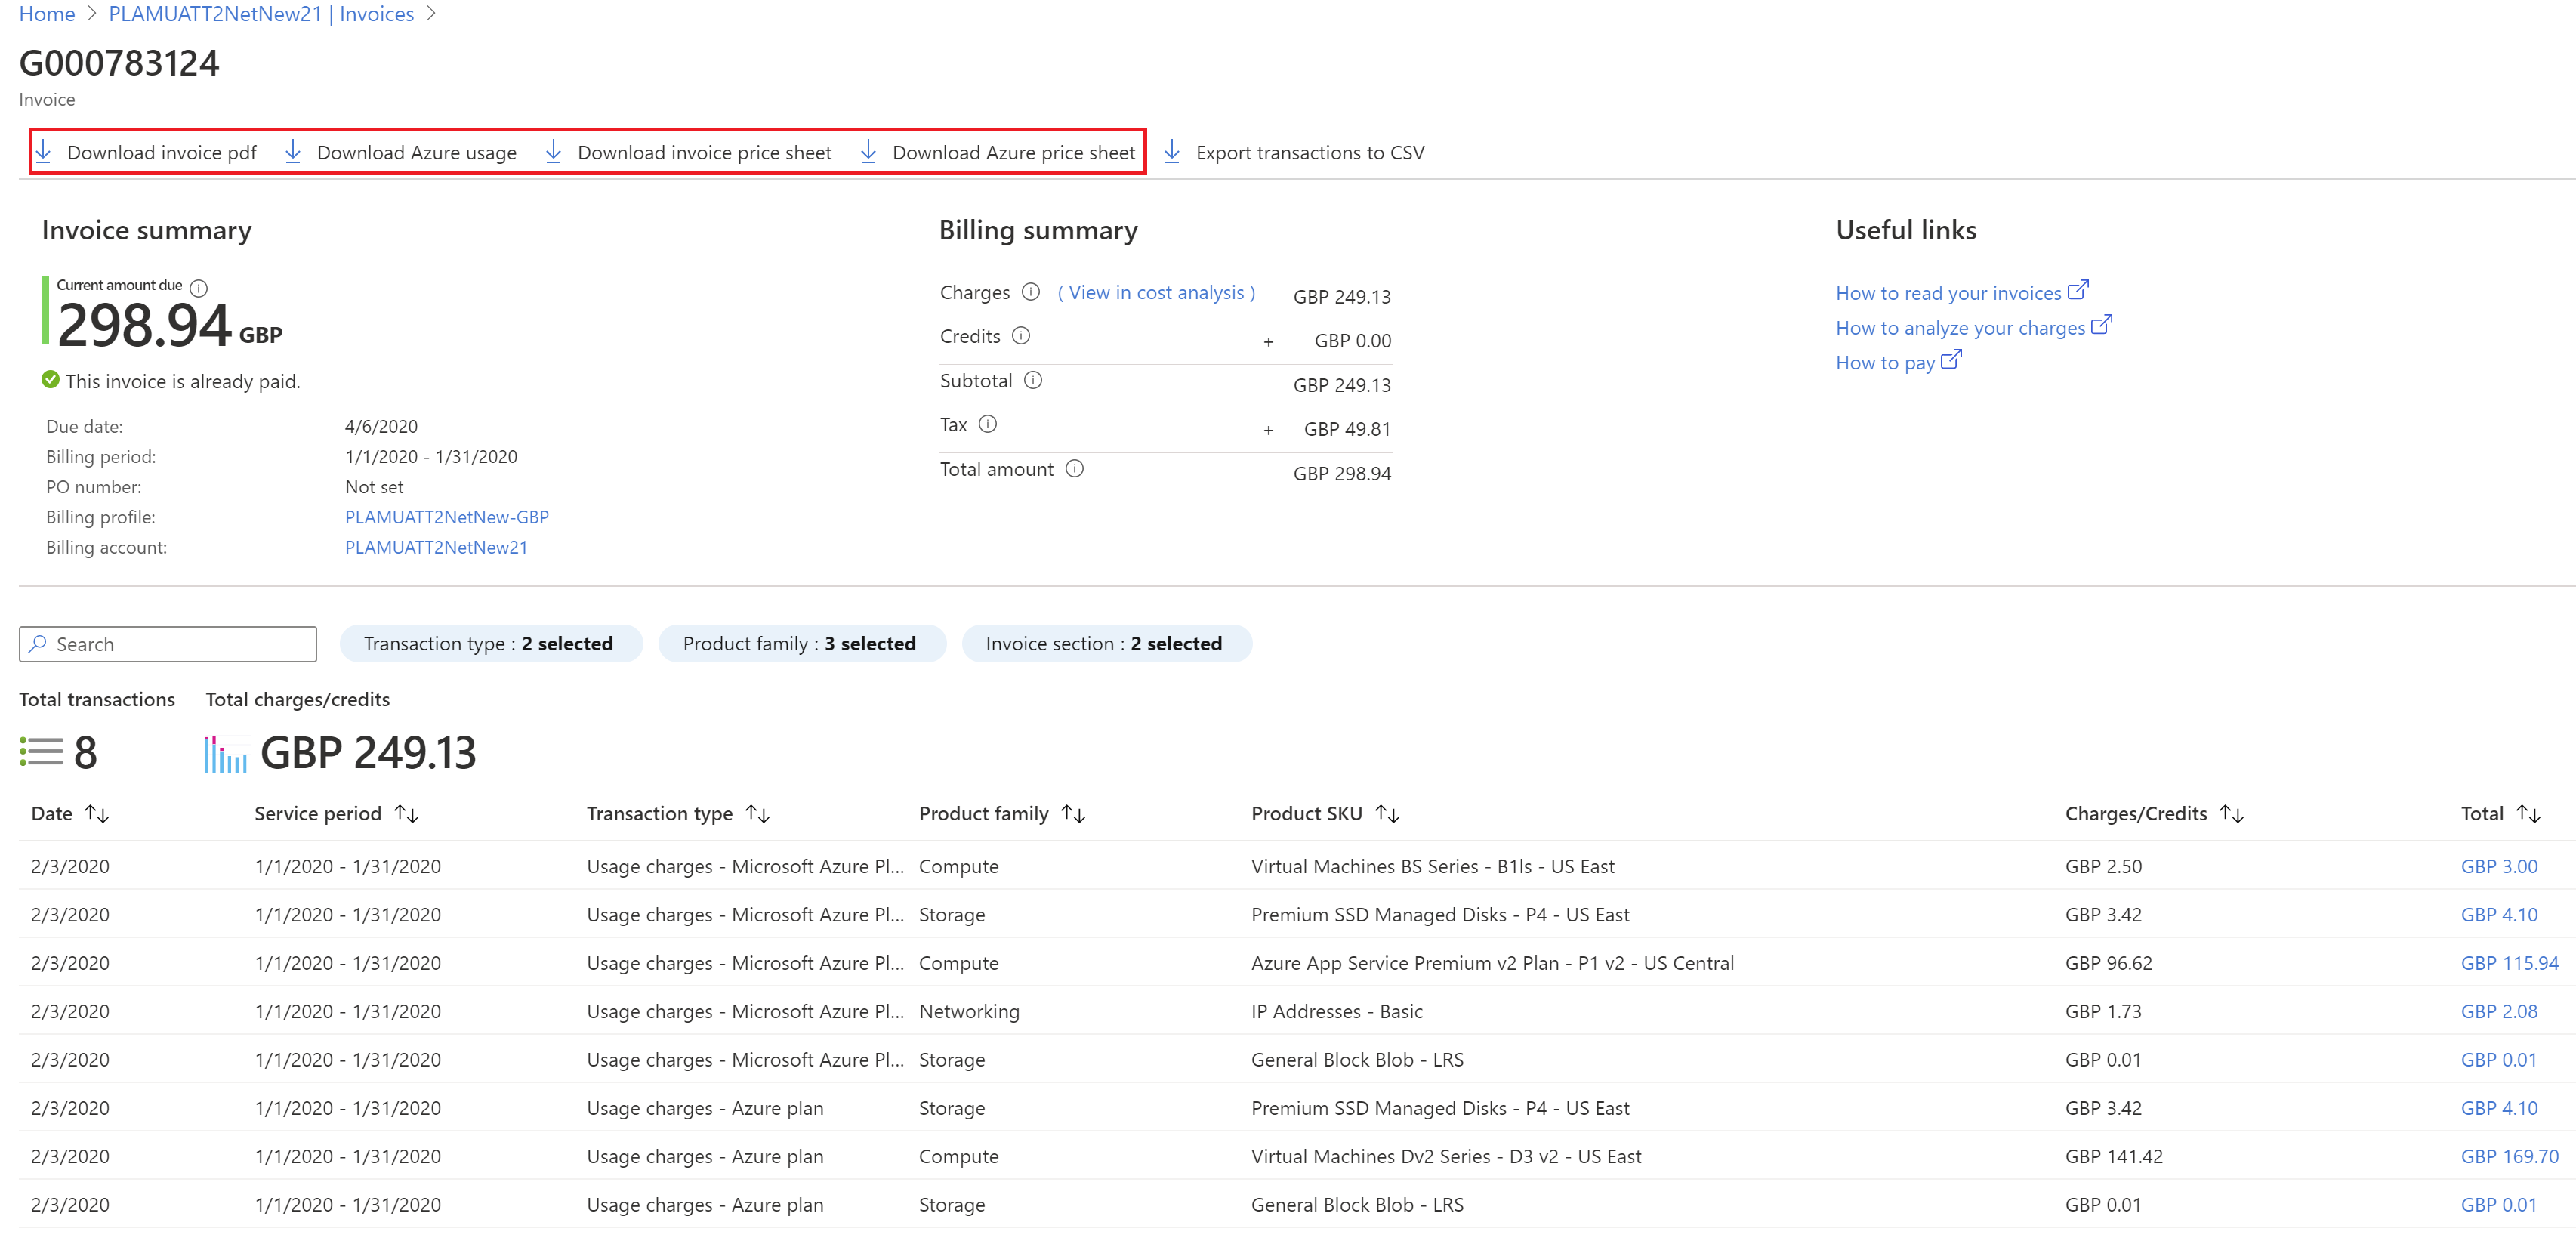 Home > PLAMUATT2NetNew21 | Invoices >
G000783124
Invoice
Download invoice pdf Download Azure usage Download invoice price sheet Download Azure price sheet Export transactions to CSV
Invoice summary
Current amount due
298.94 GBP
This invoice is already paid.
Due date: 4/6/2020
Billing period: 1/1/2020 - 1/31/2020
PO number: Not set
Billing profile: PLAMUATT2NetNew-GBP
Billing account: PLAMUATT2NetNew21
Billing summary
Charges ( View in cost analysis ) GBP 249.13
Credits + GBP 0.00
Subtotal GBP 249.13
Tax + GBP 49.81
Total amount GBP 298.94
Useful links
How to read your invoices
How to analyze your charges
How to pay
Search Transaction type : 2 selected Product family : 3 selected Invoice section : 2 selected
Total transactions Total charges/credits
8 GBP 249.13
Date Service period Transaction type Product family Product SKU Charges/Credits Total
2/3/2020 1/1/2020 - 1/31/2020 Usage charges - Microsoft Azure Pl... Compute Virtual Machines BS Series - B1ls - US East GBP 2.50 GBP 3.00
2/3/2020 1/1/2020 - 1/31/2020 Usage charges - Microsoft Azure Pl... Storage Premium SSD Managed Disks - P4 - US East GBP 3.42 GBP 4.10
2/3/2020 1/1/2020 - 1/31/2020 Usage charges - Microsoft Azure Pl... Compute Azure App Service Premium v2 Plan - P1 v2 - US Central GBP 96.62 GBP 115.94
2/3/2020 1/1/2020 - 1/31/2020 Usage charges - Microsoft Azure Pl... Networking IP Addresses - Basic GBP 1.73 GBP 2.08
2/3/2020 1/1/2020 - 1/31/2020 Usage charges - Microsoft Azure Pl... Storage General Block Blob - LRS GBP 0.01 GBP 0.01
2/3/2020 1/1/2020 - 1/31/2020 Usage charges - Azure plan Storage Premium SSD Managed Disks - P4 - US East GBP 3.42 GBP 4.10
2/3/2020 1/1/2020 - 1/31/2020 Usage charges - Azure plan Compute Virtual Machines Dv2 Series - D3 v2 - US East GBP 141.42 GBP 169.70
2/3/2020 1/1/2020 - 1/31/2020 Usage charges - Azure plan Storage General Block Blob - LRS GBP 0.01 GBP 0.01